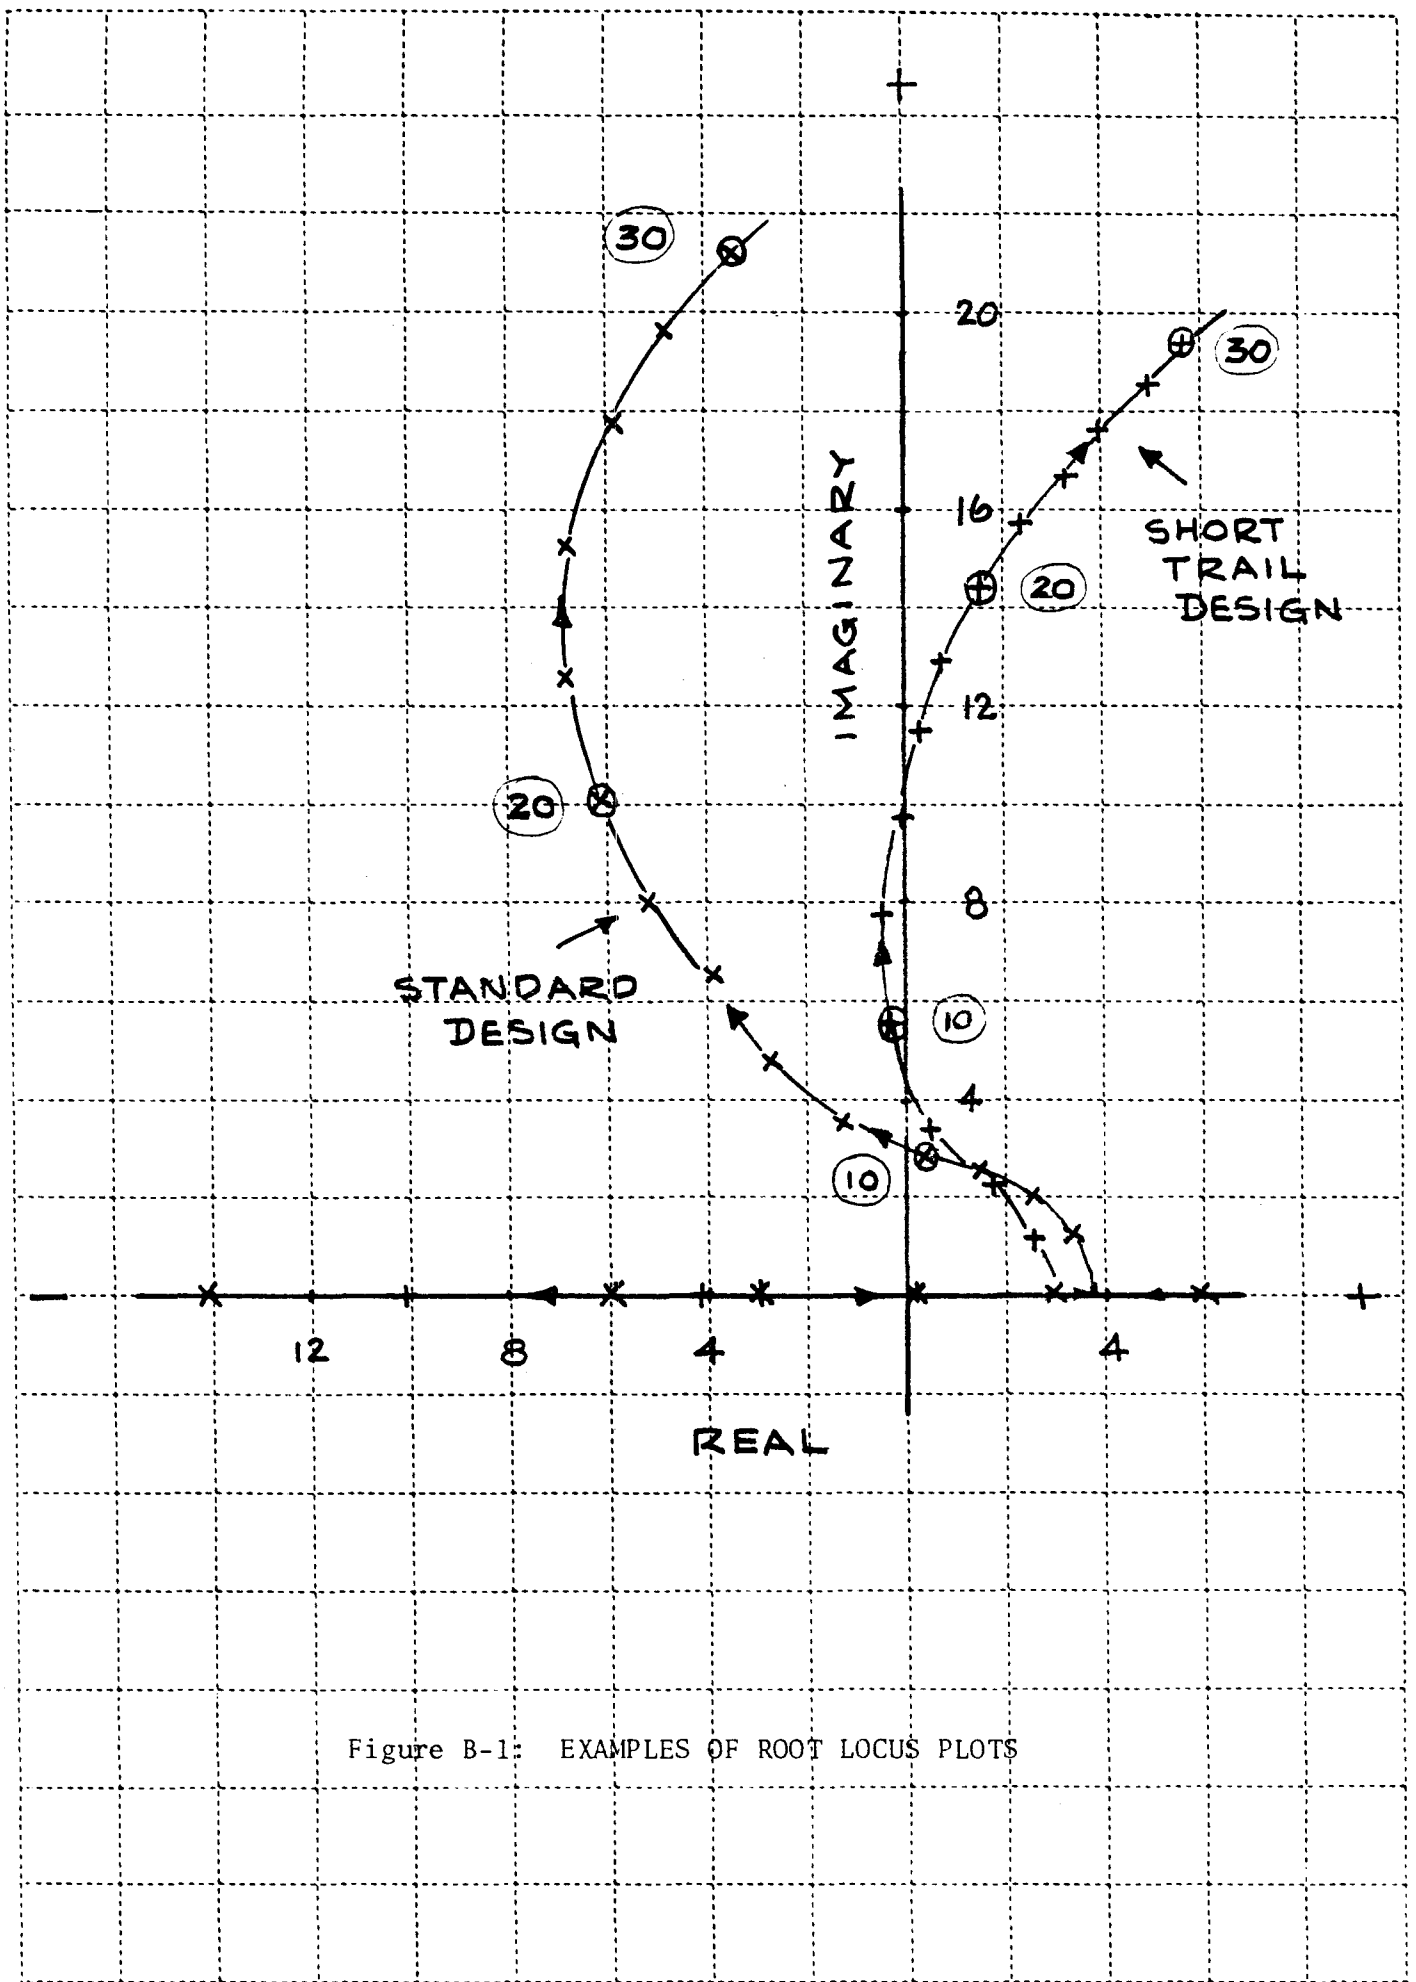 +
30
20
30
IMAGINARY
16
SHORT
TRAIL
DESIGN
20
12
20
8
STANDARD
DESIGN
10
4
10
— +
12 8 4 4
REAL
Figure B-1: EXAMPLES OF ROOT LOCUS PLOTS